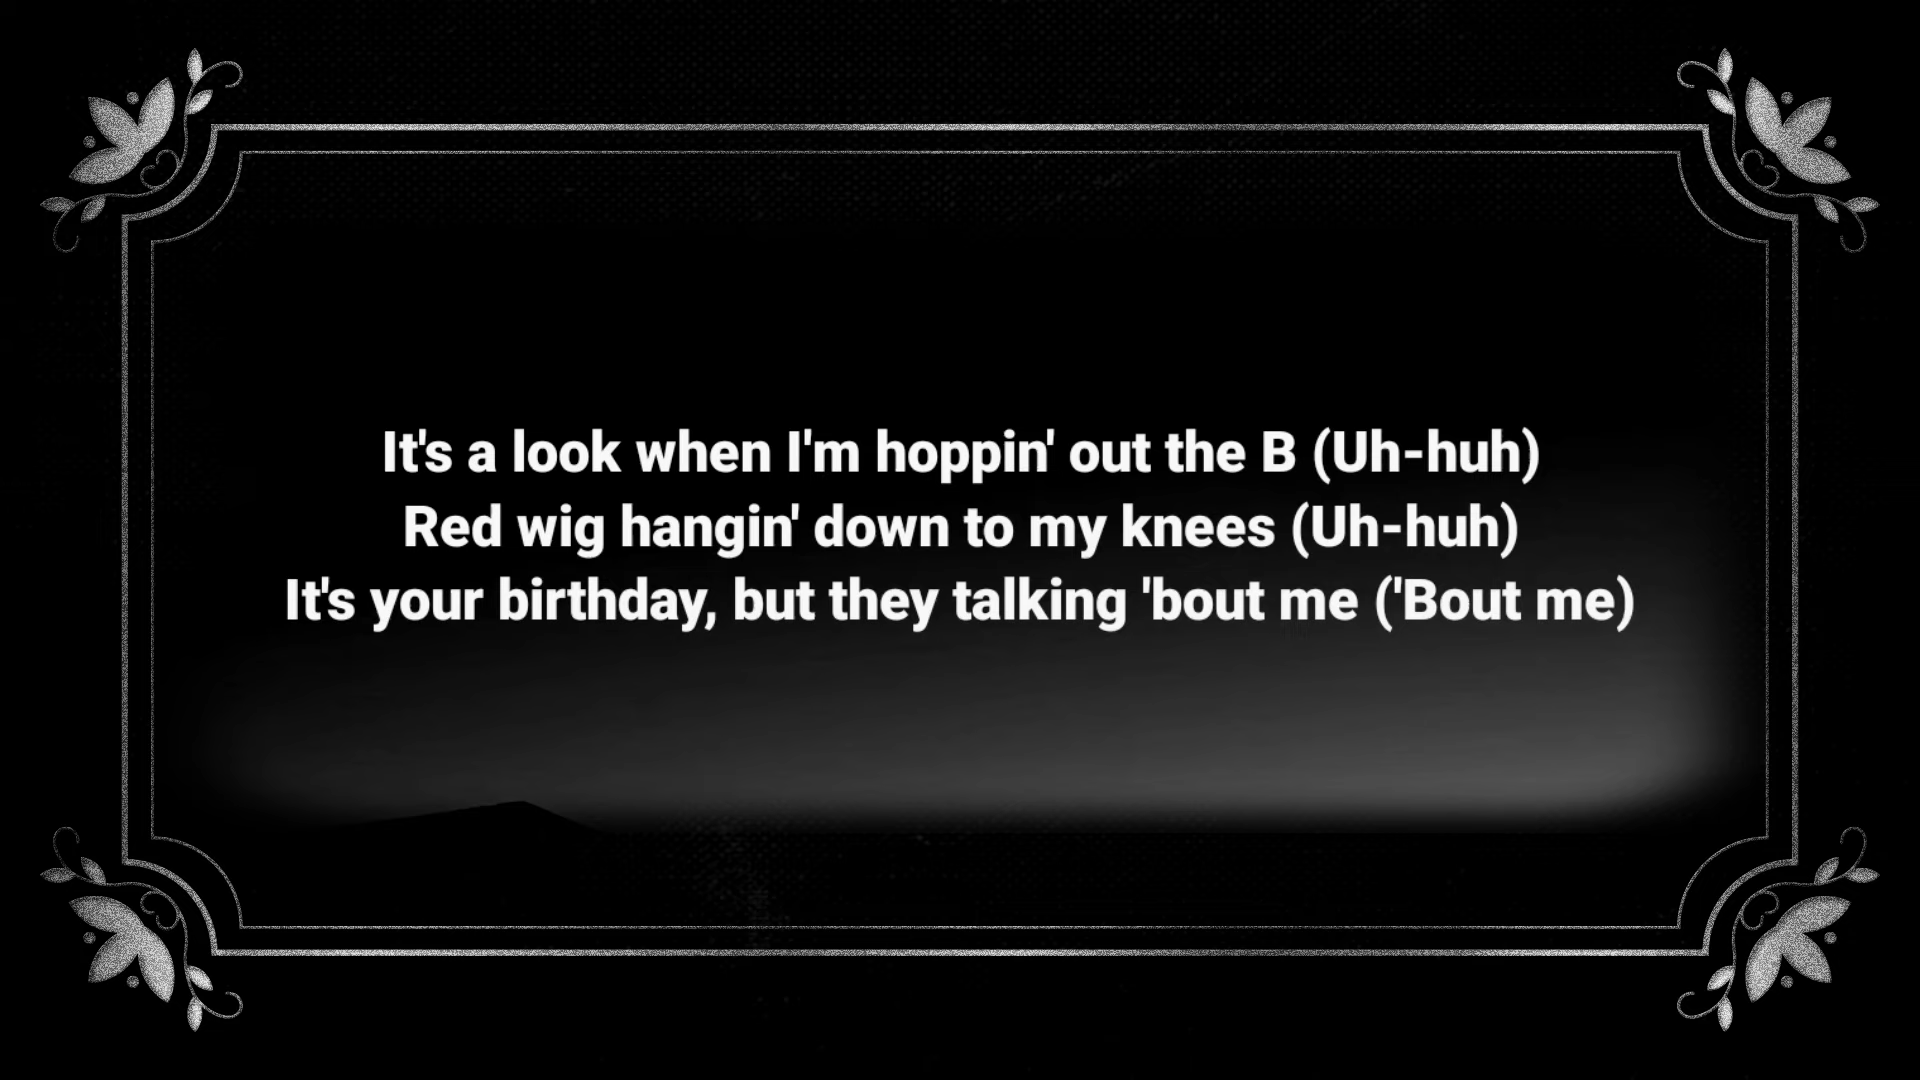 It's a look when I'm hoppin' out the B (Uh-huh)
Red wig hangin' down to my knees (Uh-huh)
It's your birthday, but they talking 'bout me ('Bout me)